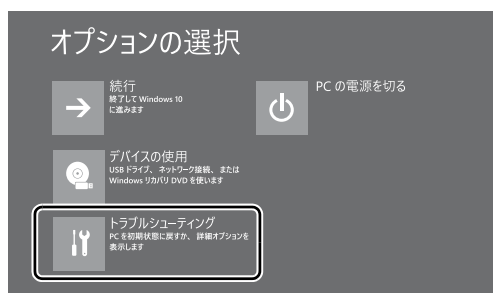 オプションの選択
続行
終了して Windows 10
に進みます
PC の電源を切る
デバイスの使用
USB ドライブ、ネットワーク接続、または
Windows リカバリ DVD を使います
トラブルシューティング
PC を初期状態に戻すか、詳細オプションを
表示します